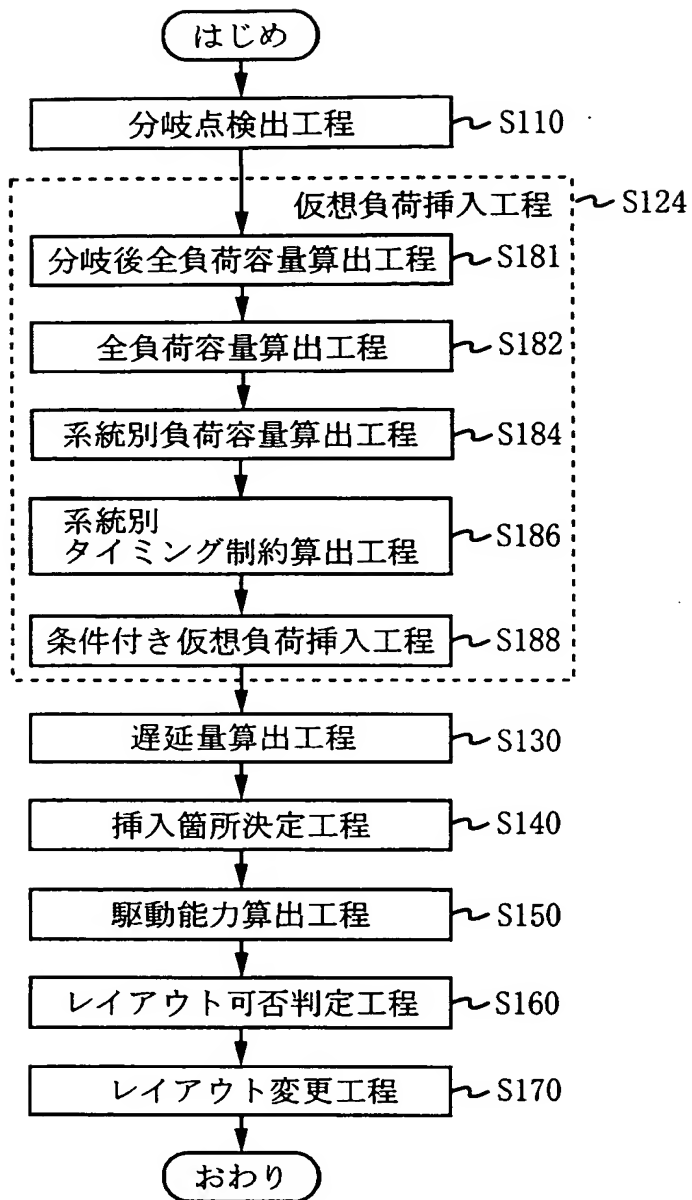 はじめ
分岐点検出工程 S110
仮想負荷挿入工程 S124
分岐後全負荷容量算出工程 S181
全負荷容量算出工程 S182
系統別負荷容量算出工程 S184
系統別
タイミング制約算出工程 S186
条件付き仮想負荷挿入工程 S188
遅延量算出工程 S130
挿入箇所決定工程 S140
駆動能力算出工程 S150
レイアウト可否判定工程 S160
レイアウト変更工程 S170
おわり